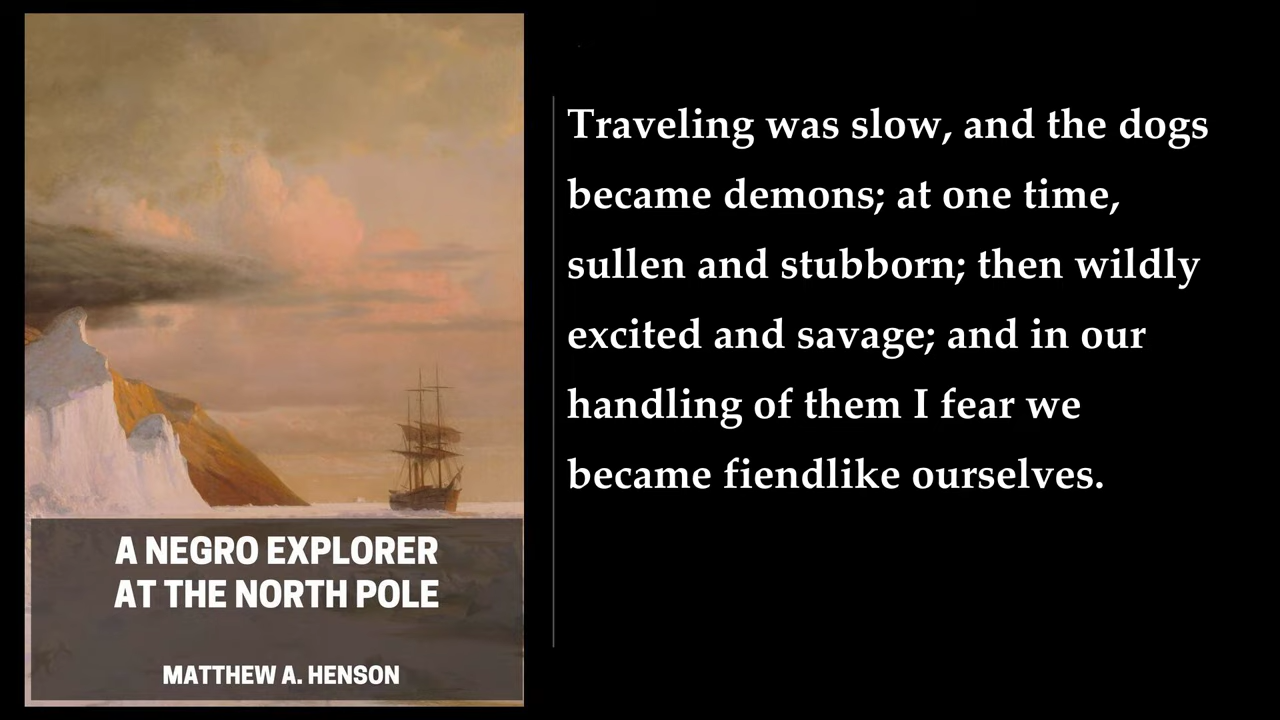 A NEGRO EXPLORER
AT THE NORTH POLE
MATTHEW A. HENSON
Traveling was slow, and the dogs
became demons; at one time,
sullen and stubborn; then wildly
excited and savage; and in our
handling of them I fear we
became fiendlike ourselves.